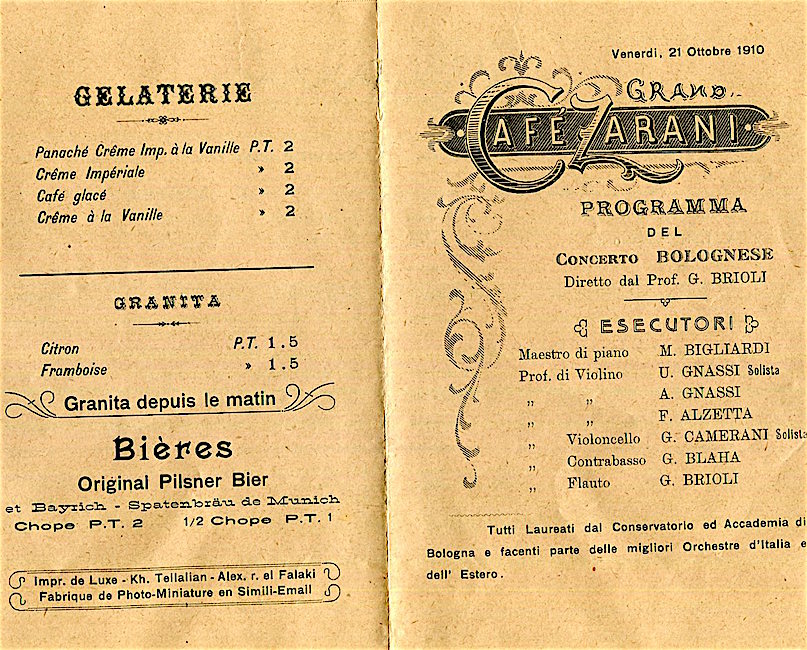 GELATERIE
Panaché Crême Imp. à la Vanille P.T. 2
Crême Impériale » 2
Café glacé » 2
Crême à la Vanille » 2
GRANITA
Citron P.T. 1.5
Framboise » 1.5
Granita depuis le matin
Bières
Original Pilsner Bier
et Bayrich - Spatenbräu de Munich
Chope P.T. 2 1/2 Chope P.T. 1
Impr. de Luxe - Kh. Tellalian - Alex. r. el Falaki
Fabrique de Photo-Miniature en Simili-Email
Venerdi, 21 Ottobre 1910
GRAND
CAFÉ ZARANI
PROGRAMMA
DEL
CONCERTO BOLOGNESE
Diretto dal Prof. G. BRIOLI
ESECUTORI
Maestro di piano M. BIGLIARDI
Prof. di Violino U. GNASSI Solista
„ „ A. GNASSI
„ „ F. ALZETTA
„ Violoncello G. CAMERANI Solista
„ Contrabasso G. BLAHA
„ Flauto G. BRIOLI
Tutti Laureati dal Conservatorio ed Accademia di
Bologna e facenti parte delle migliori Orchestre d'Italia e
dell' Estero.